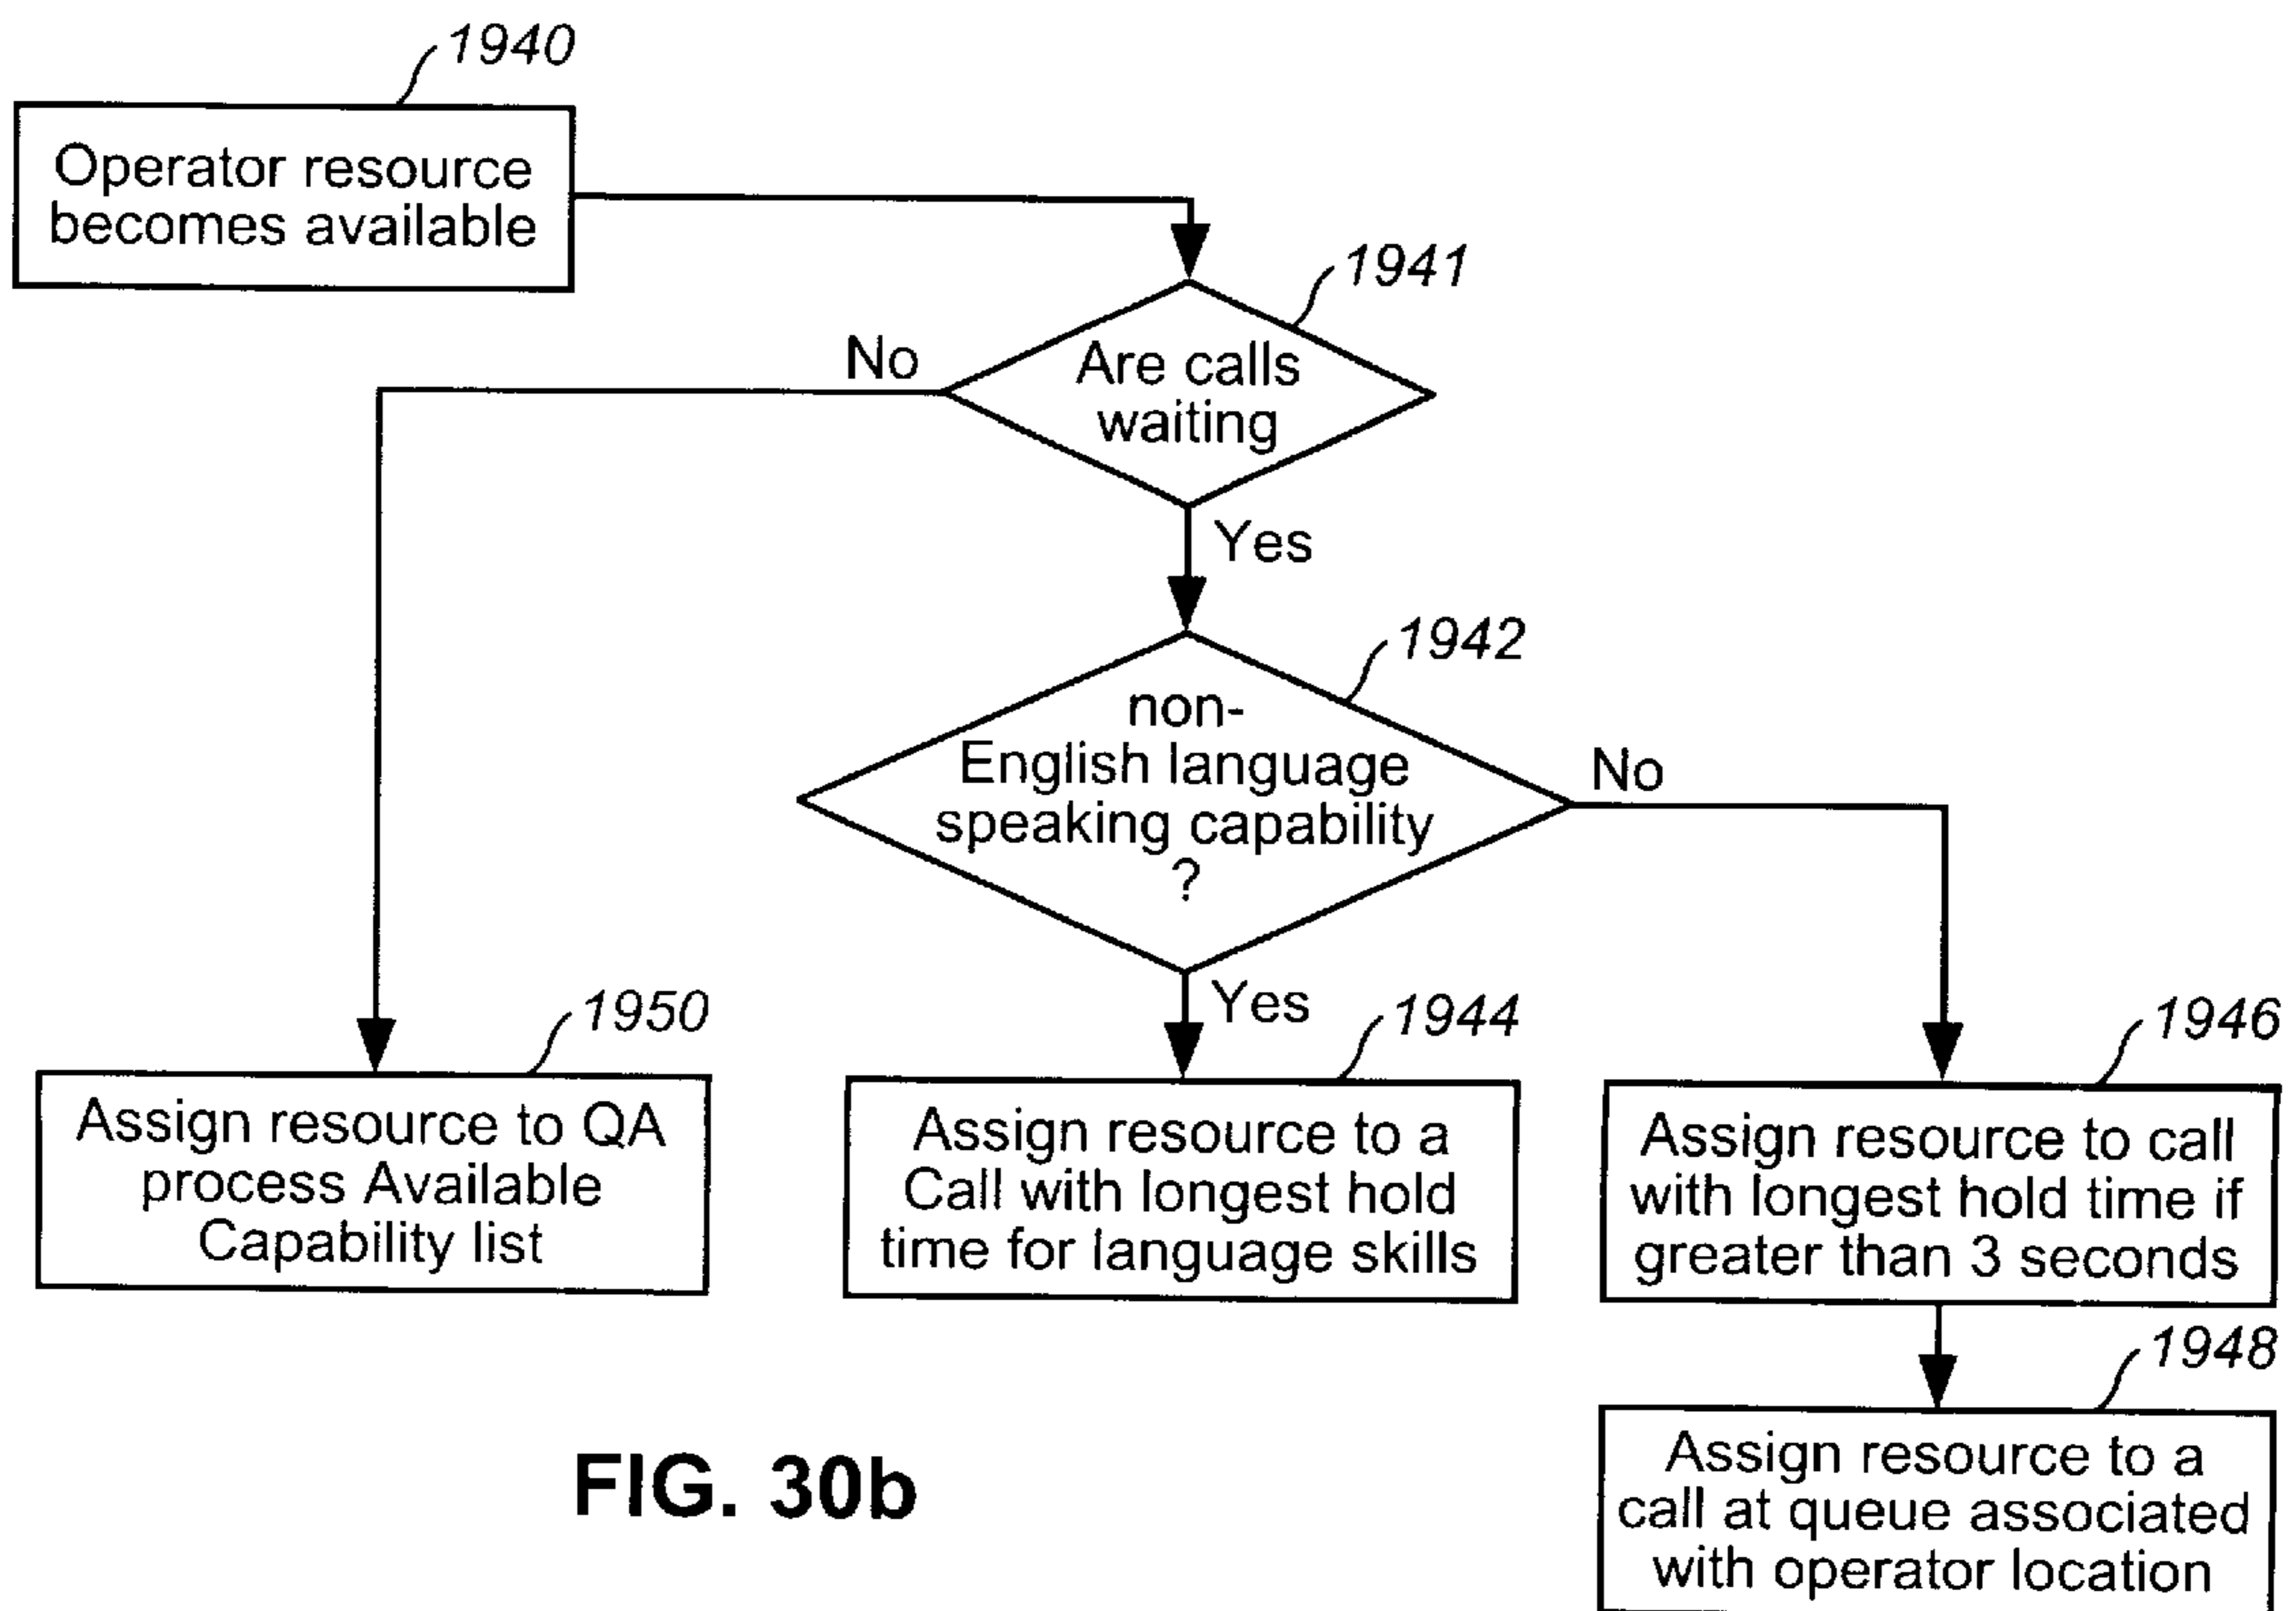 1940
Operator resource
becomes available
1941
Are calls
waiting
No
Yes
1942
non-
English language
speaking capability
?
No
Yes
1950
Assign resource to QA
process Available
Capability list
1944
Assign resource to a
Call with longest hold
time for language skills
1946
Assign resource to call
with longest hold time if
greater than 3 seconds
1948
Assign resource to a
call at queue associated
with operator location
FIG. 30b